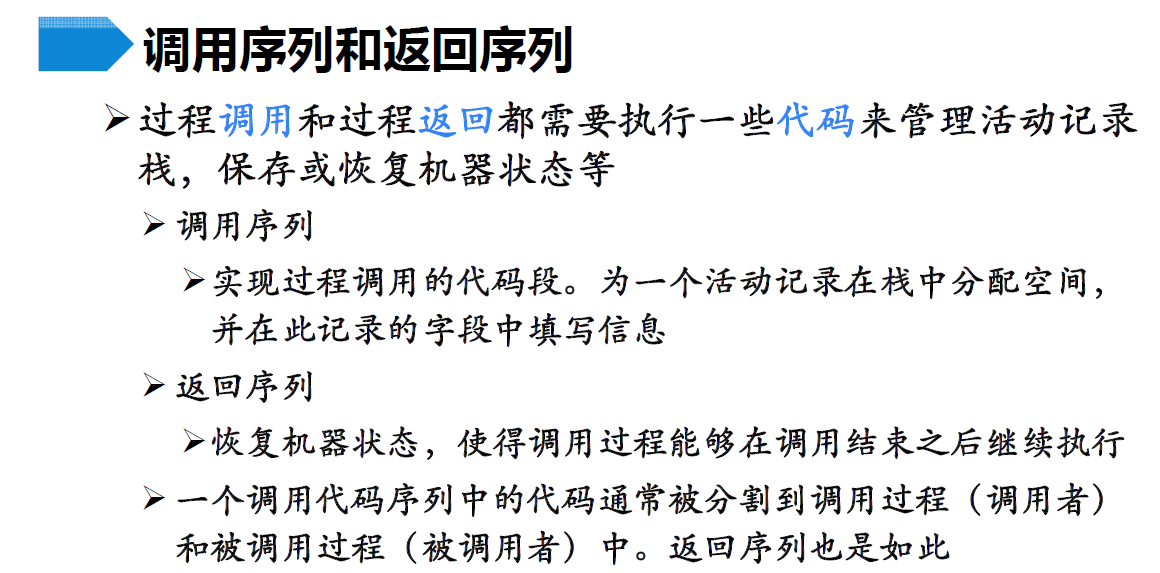 调用序列和返回序列
过程调用和过程返回都需要执行一些代码来管理活动记录
栈，保存或恢复机器状态等
调用序列
实现过程调用的代码段。为一个活动记录在栈中分配空间，
并在此记录的字段中填写信息
返回序列
恢复机器状态，使得调用过程能够在调用结束之后继续执行
一个调用代码序列中的代码通常被分割到调用过程（调用者）
和被调用过程（被调用者）中。返回序列也是如此